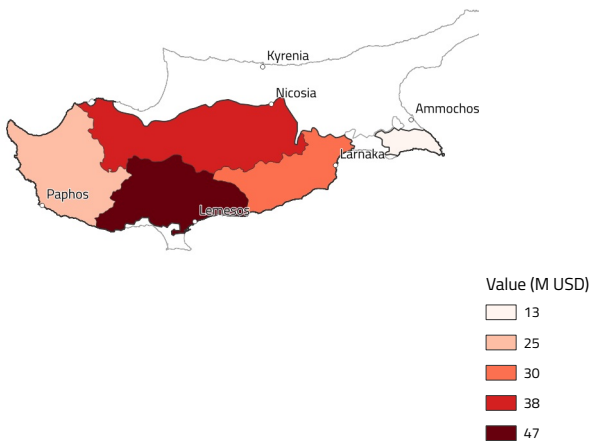 Kyrenia
Nicosia
Ammochos
Larnaka
Paphos
Lemesos
Value (M USD)
13
25
30
38
47